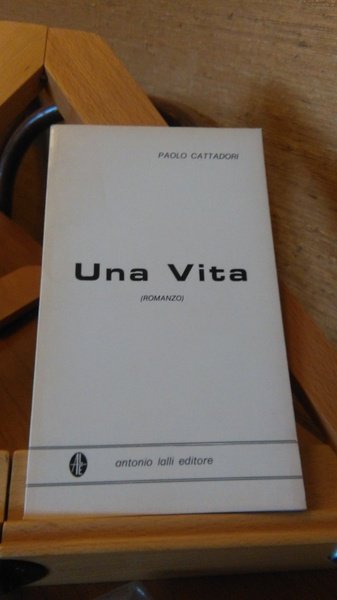 PAOLO CATTADORI
Una Vita
(ROMANZO)
antonio lalli editore